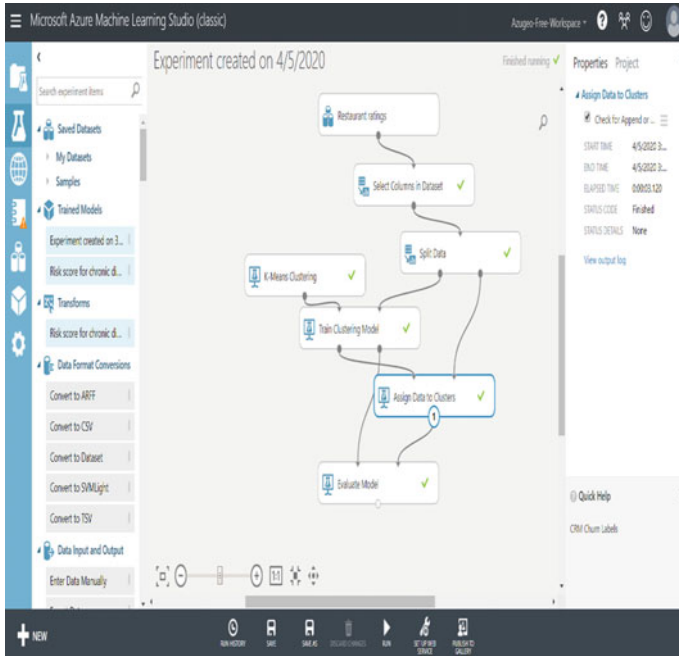 Microsoft Azure Machine Learning Studio (classic)
Azugeo-Free-Workspace
?
Search experiment items
Saved Datasets
My Datasets
Samples
Trained Models
Experiment created on 3...
Risk score for chronic di...
Transforms
Risk score for chronic di...
Data Format Conversions
Convert to ARFF
Convert to CSV
Convert to Dataset
Convert to SVMLight
Convert to TSV
Data Input and Output
Enter Data Manually
Experiment created on 4/5/2020
Finished running
Restaurant ratings
Select Columns in Dataset
Split Data
K-Means Clustering
Train Clustering Model
Assign Data to Clusters
1
Evaluate Model
1:1
Properties Project
Assign Data to Clusters
Check for Append or ...
START TIME 4/5/2020 3:...
END TIME 4/5/2020 3:...
ELAPSED TIME 0:00:03.120
STATUS CODE Finished
STATUS DETAILS None
View output log
Quick Help
CRM Churn Labels
NEW
RUN HISTORY
SAVE
SAVE AS
DISCARD CHANGES
RUN
SET UP WEB SERVICE
PUBLISH TO GALLERY